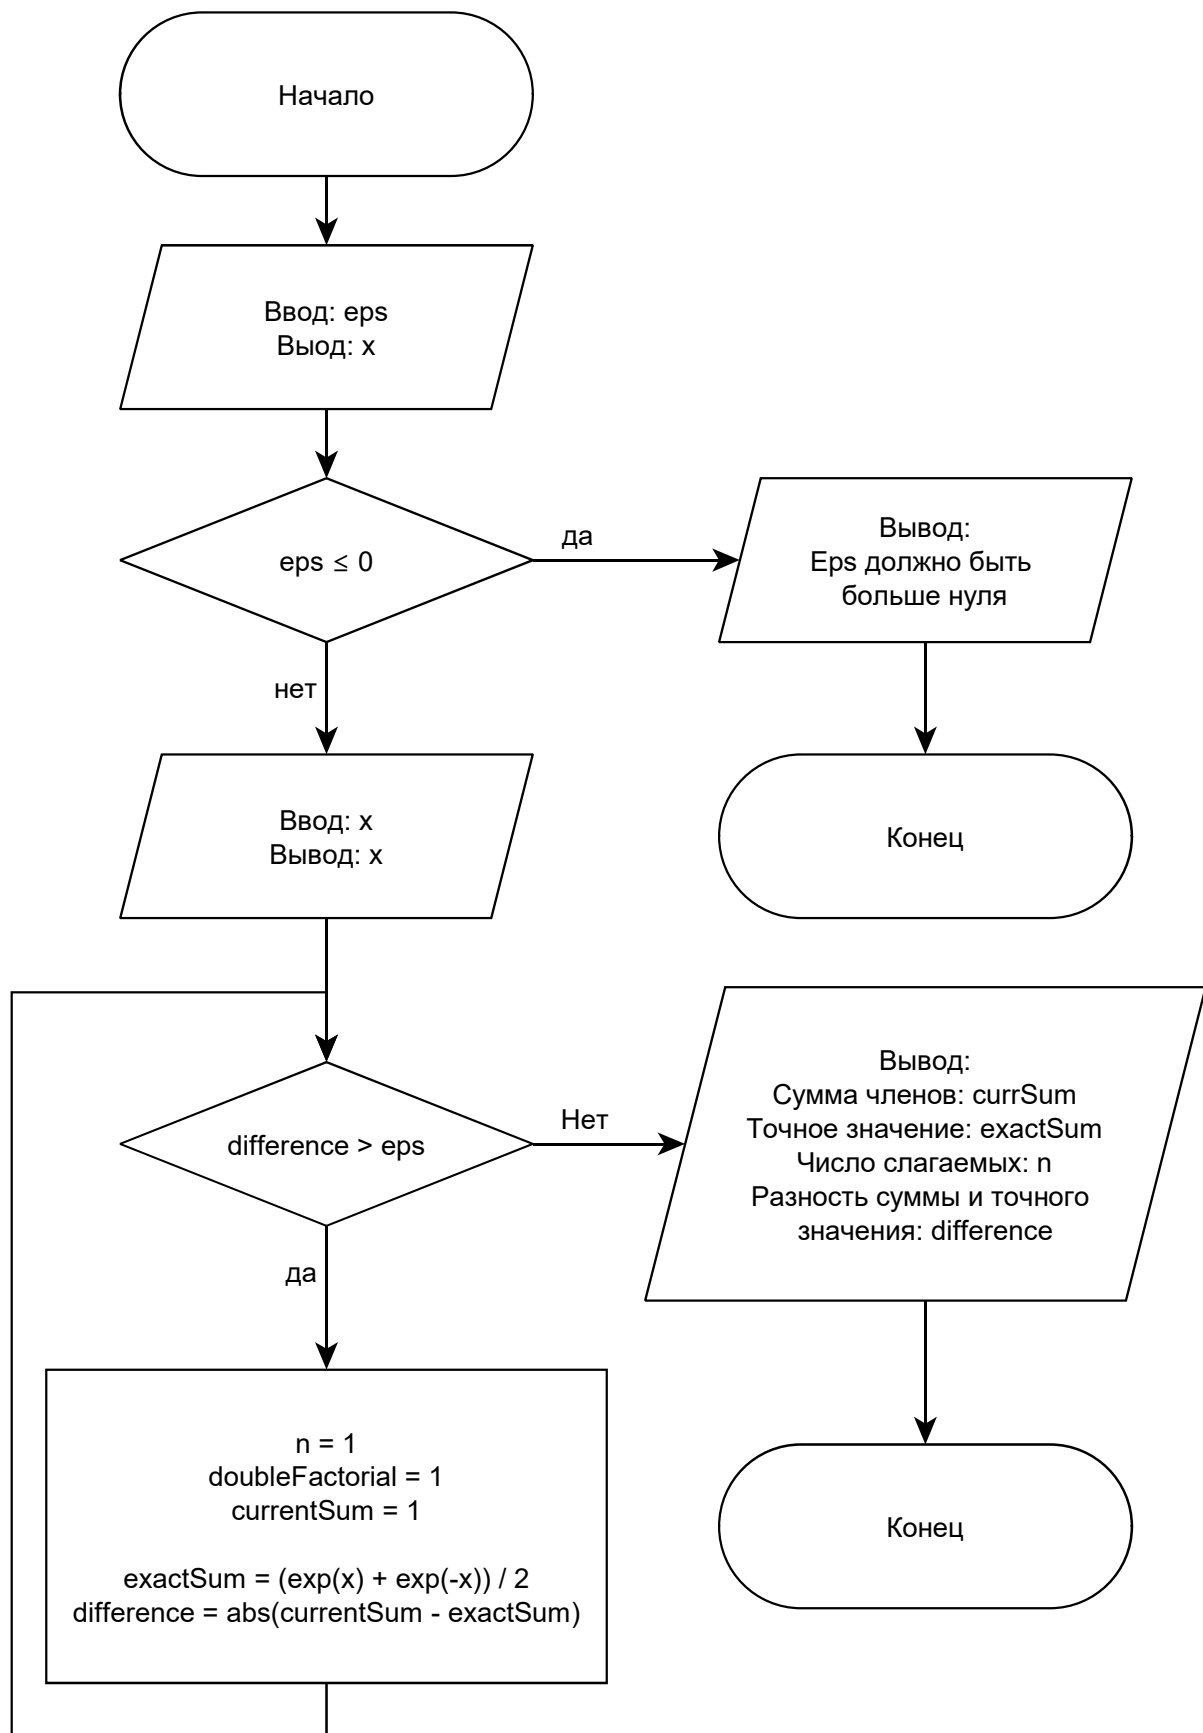 Начало
Ввод: eps
Выод: x
eps ≤ 0
да
Вывод:
Eps должно быть
больше нуля
нет
Ввод: x
Вывод: x
Конец
difference > eps
Нет
Вывод:
Сумма членов: currSum
Точное значение: exactSum
Число слагаемых: n
Разность суммы и точного
значения: difference
да
n = 1
doubleFactorial = 1
currentSum = 1
exactSum = (exp(x) + exp(-x)) / 2
difference = abs(currentSum - exactSum)
Конец